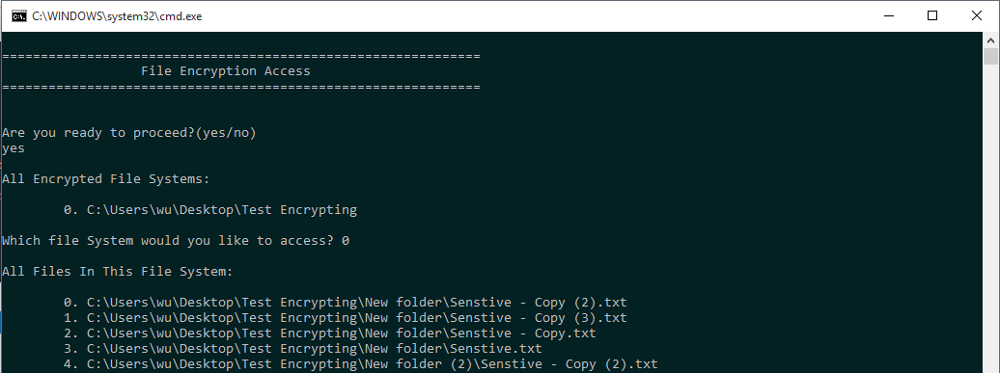 C:\WINDOWS\system32\cmd.exe
==============================================================
File Encryption Access
==============================================================
Are you ready to proceed?(yes/no)
yes
All Encrypted File Systems:
0. C:\Users\wu\Desktop\Test Encrypting
Which file System would you like to access? 0
All Files In This File System:
0. C:\Users\wu\Desktop\Test Encrypting\New folder\Senstive - Copy (2).txt
1. C:\Users\wu\Desktop\Test Encrypting\New folder\Senstive - Copy (3).txt
2. C:\Users\wu\Desktop\Test Encrypting\New folder\Senstive - Copy.txt
3. C:\Users\wu\Desktop\Test Encrypting\New folder\Senstive.txt
4. C:\Users\wu\Desktop\Test Encrypting\New folder (2)\Senstive - Copy (2).txt